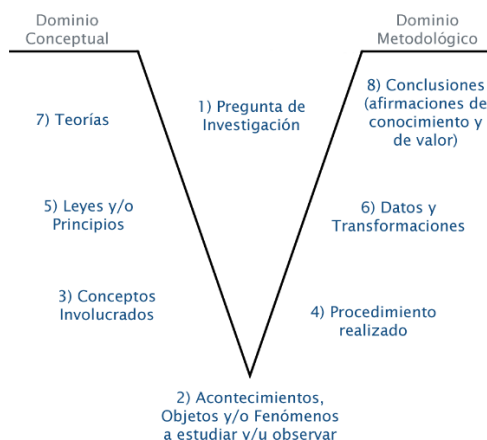 Dominio
Conceptual
Dominio
Metodológico
7) Teorías
1) Pregunta de
Investigación
8) Conclusiones
(afirmaciones de
conocimiento y
de valor)
5) Leyes y/o
Principios
6) Datos y
Transformaciones
3) Conceptos
Involucrados
4) Procedimiento
realizado
2) Acontecimientos,
Objetos y/o Fenómenos
a estudiar y/u observar